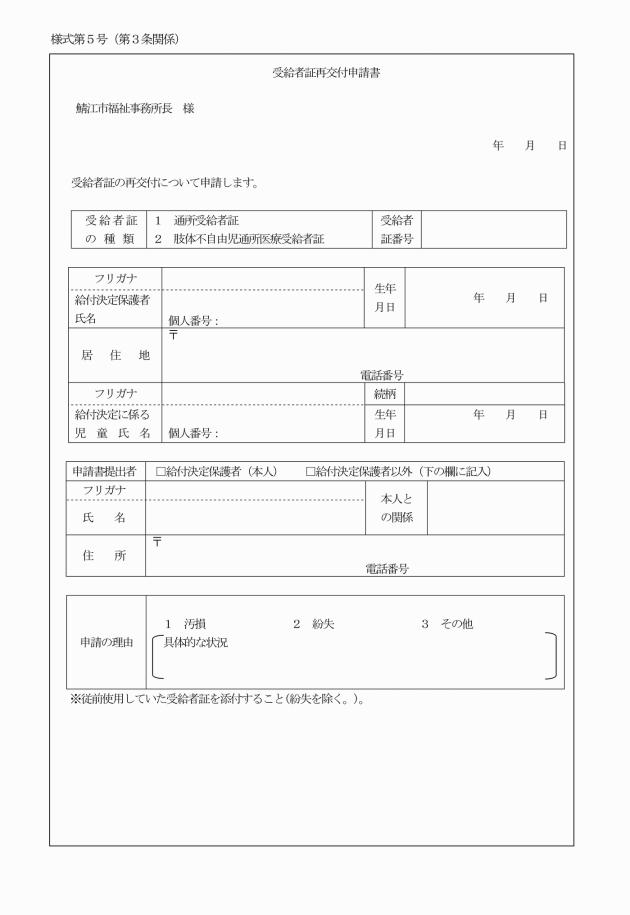 様式第５号（第３条関係）
受給者証再交付申請書
鯖江市福祉事務所長　様
年　月　日
受給者証の再交付について申請します。
受給者証　１　通所受給者証　受給者
の種類　２　肢体不自由児通所医療受給者証　証番号
フリガナ
生年
給付決定保護者　年　月　日
月日
氏名　個人番号：
〒
居住地
電話番号
フリガナ　続柄
給付決定に係る　生年　年　月　日
児童氏名　個人番号：　月日
申請書提出者　□給付決定保護者（本人）　□給付決定保護者以外（下の欄に記入）
フリガナ
本人と
氏名　の関係
〒
住所
電話番号
１　汚損　２　紛失　３　その他
申請の理由　具体的な状況
※従前使用していた受給者証を添付すること(紛失を除く。)。